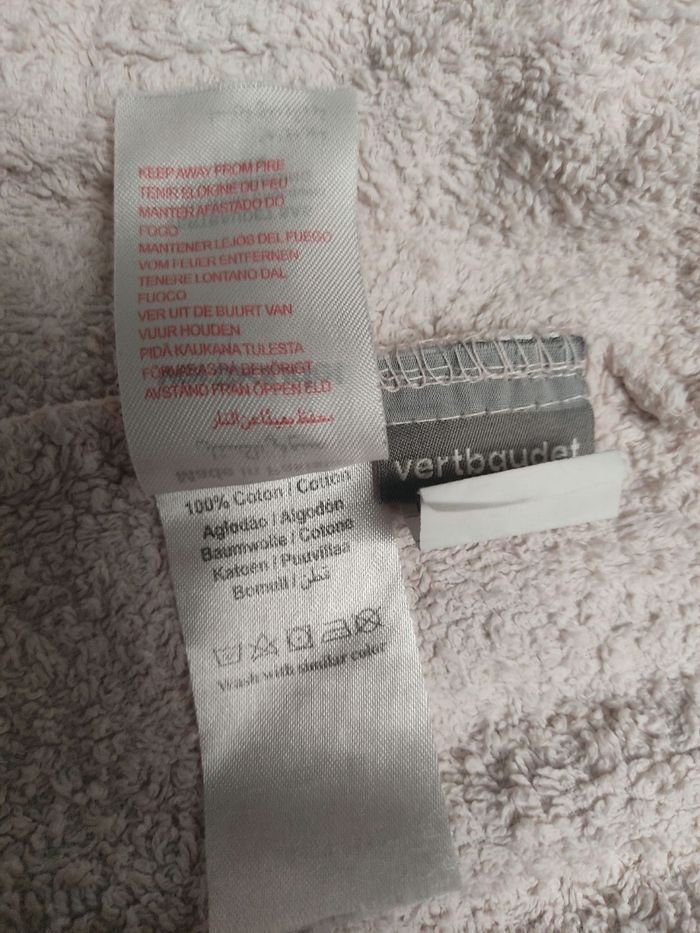 KEEP AWAY FROM FIRE
TENIR ELOIGNE DU FEU
MANTER AFASTADO DO
FOGO
MANTENER LEJOS DEL FUEGO
VOM FEUER ENTFERNEN
TENERE LONTANO DAL
FUOCO
VER UIT DE BUURT VAN
VUUR HOUDEN
PIDÄ KAUKANA TULESTA
FÖRVARAS PÅ BEHÖRIGT
AVSTÅND FRÅN ÖPPEN ELD
تحفظ بعيدًا عن النار
vertbaudet
100% Coton / Cotton
Aglodão / Algodón
Baumwolle / Cotone
Katoen / Puuvillaa
Bomull / قطن
Wash with similar color